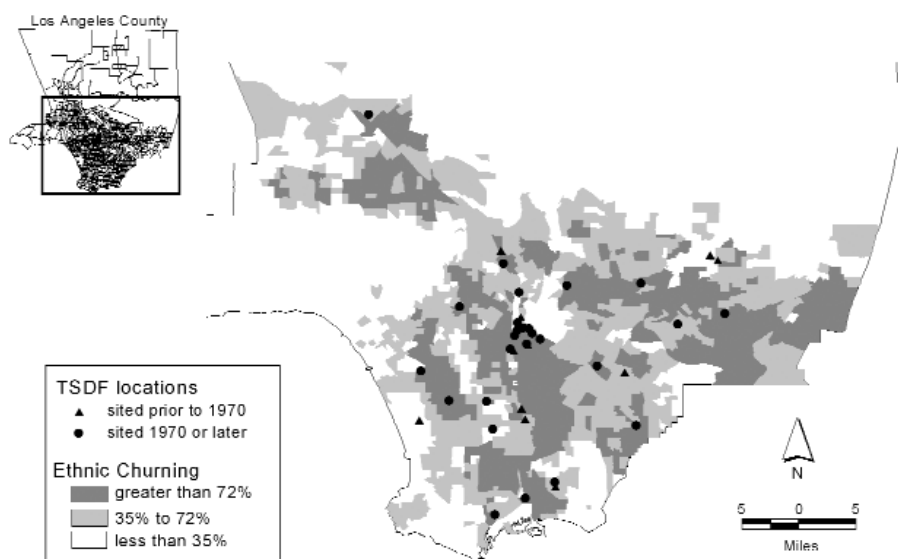 Los Angeles County
TSDF locations
sited prior to 1970
sited 1970 or later
Ethnic Churning
greater than 72%
35% to 72%
less than 35%
N
5 0 5
Miles